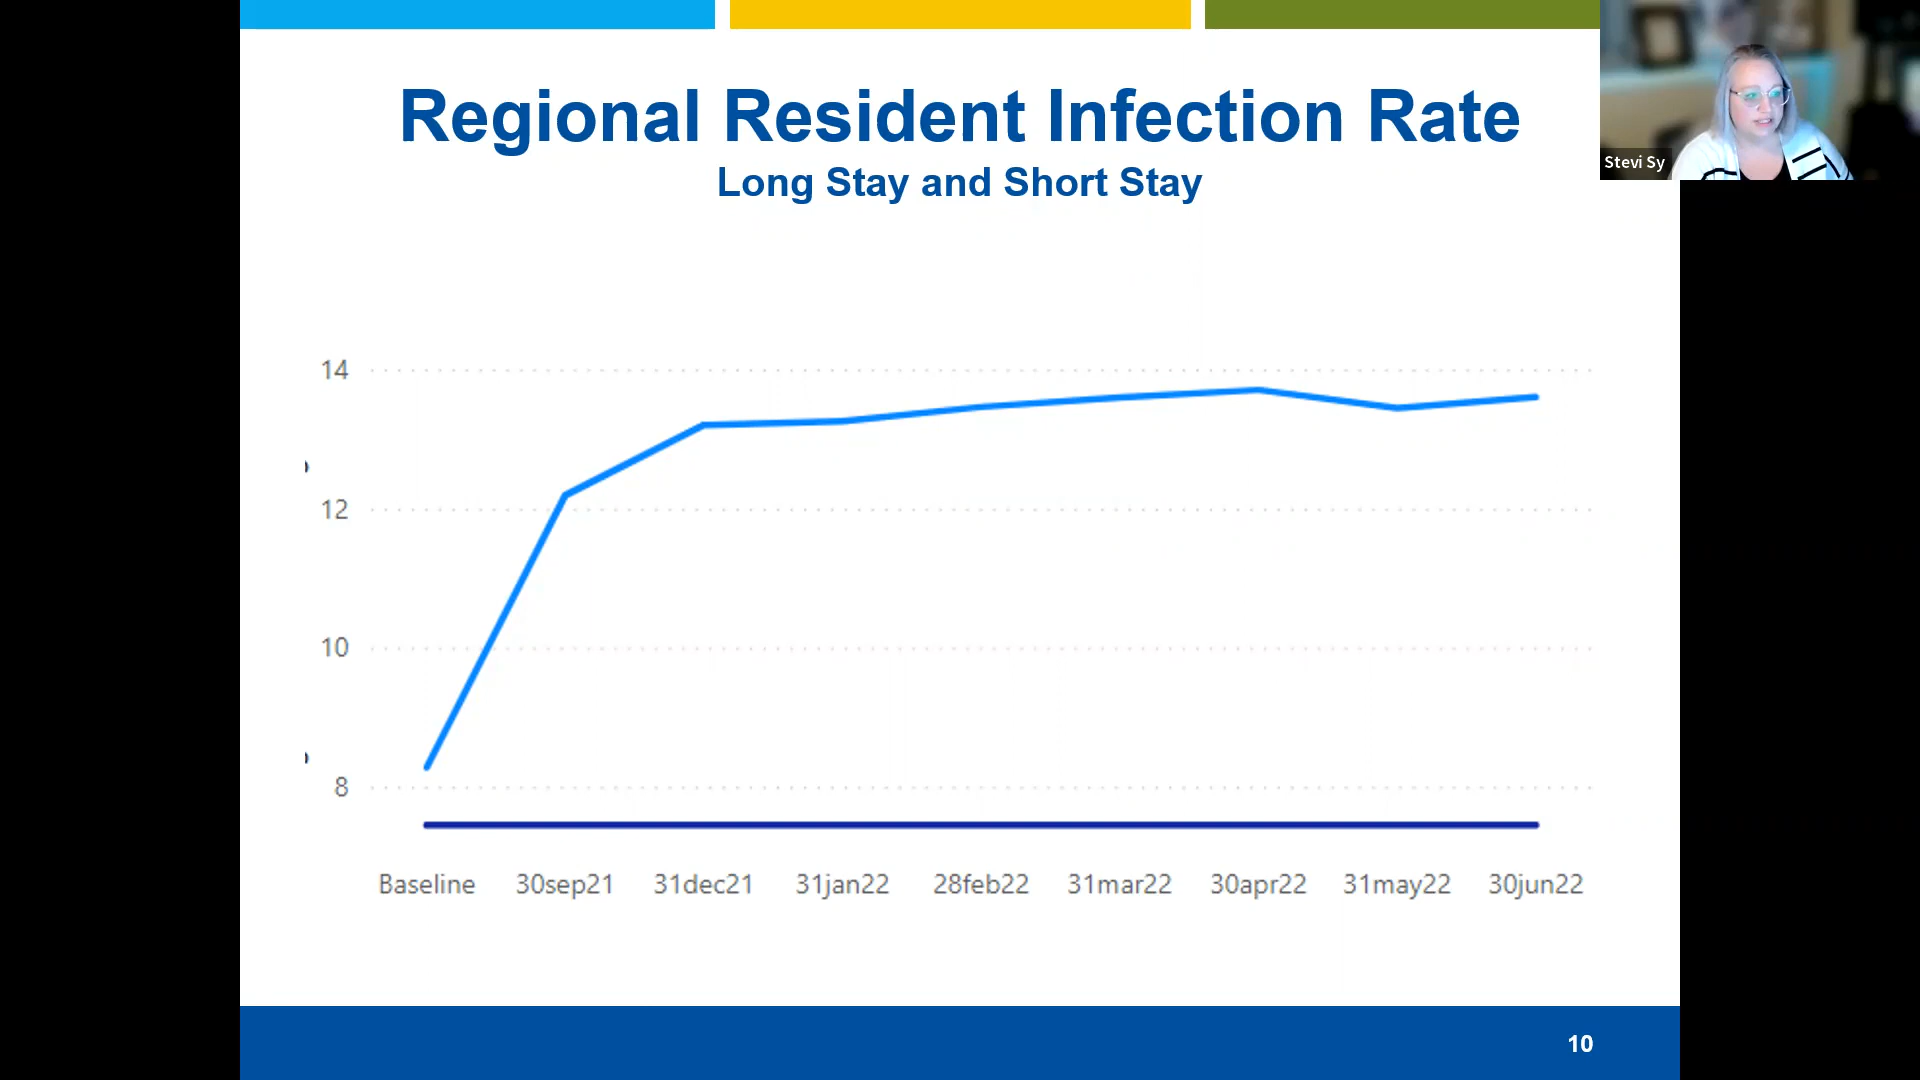 Regional Resident Infection Rate
Long Stay and Short Stay
Stevi Sy
14
12
10
8
Baseline 30sep21 31dec21 31jan22 28feb22 31mar22 30apr22 31may22 30jun22
10